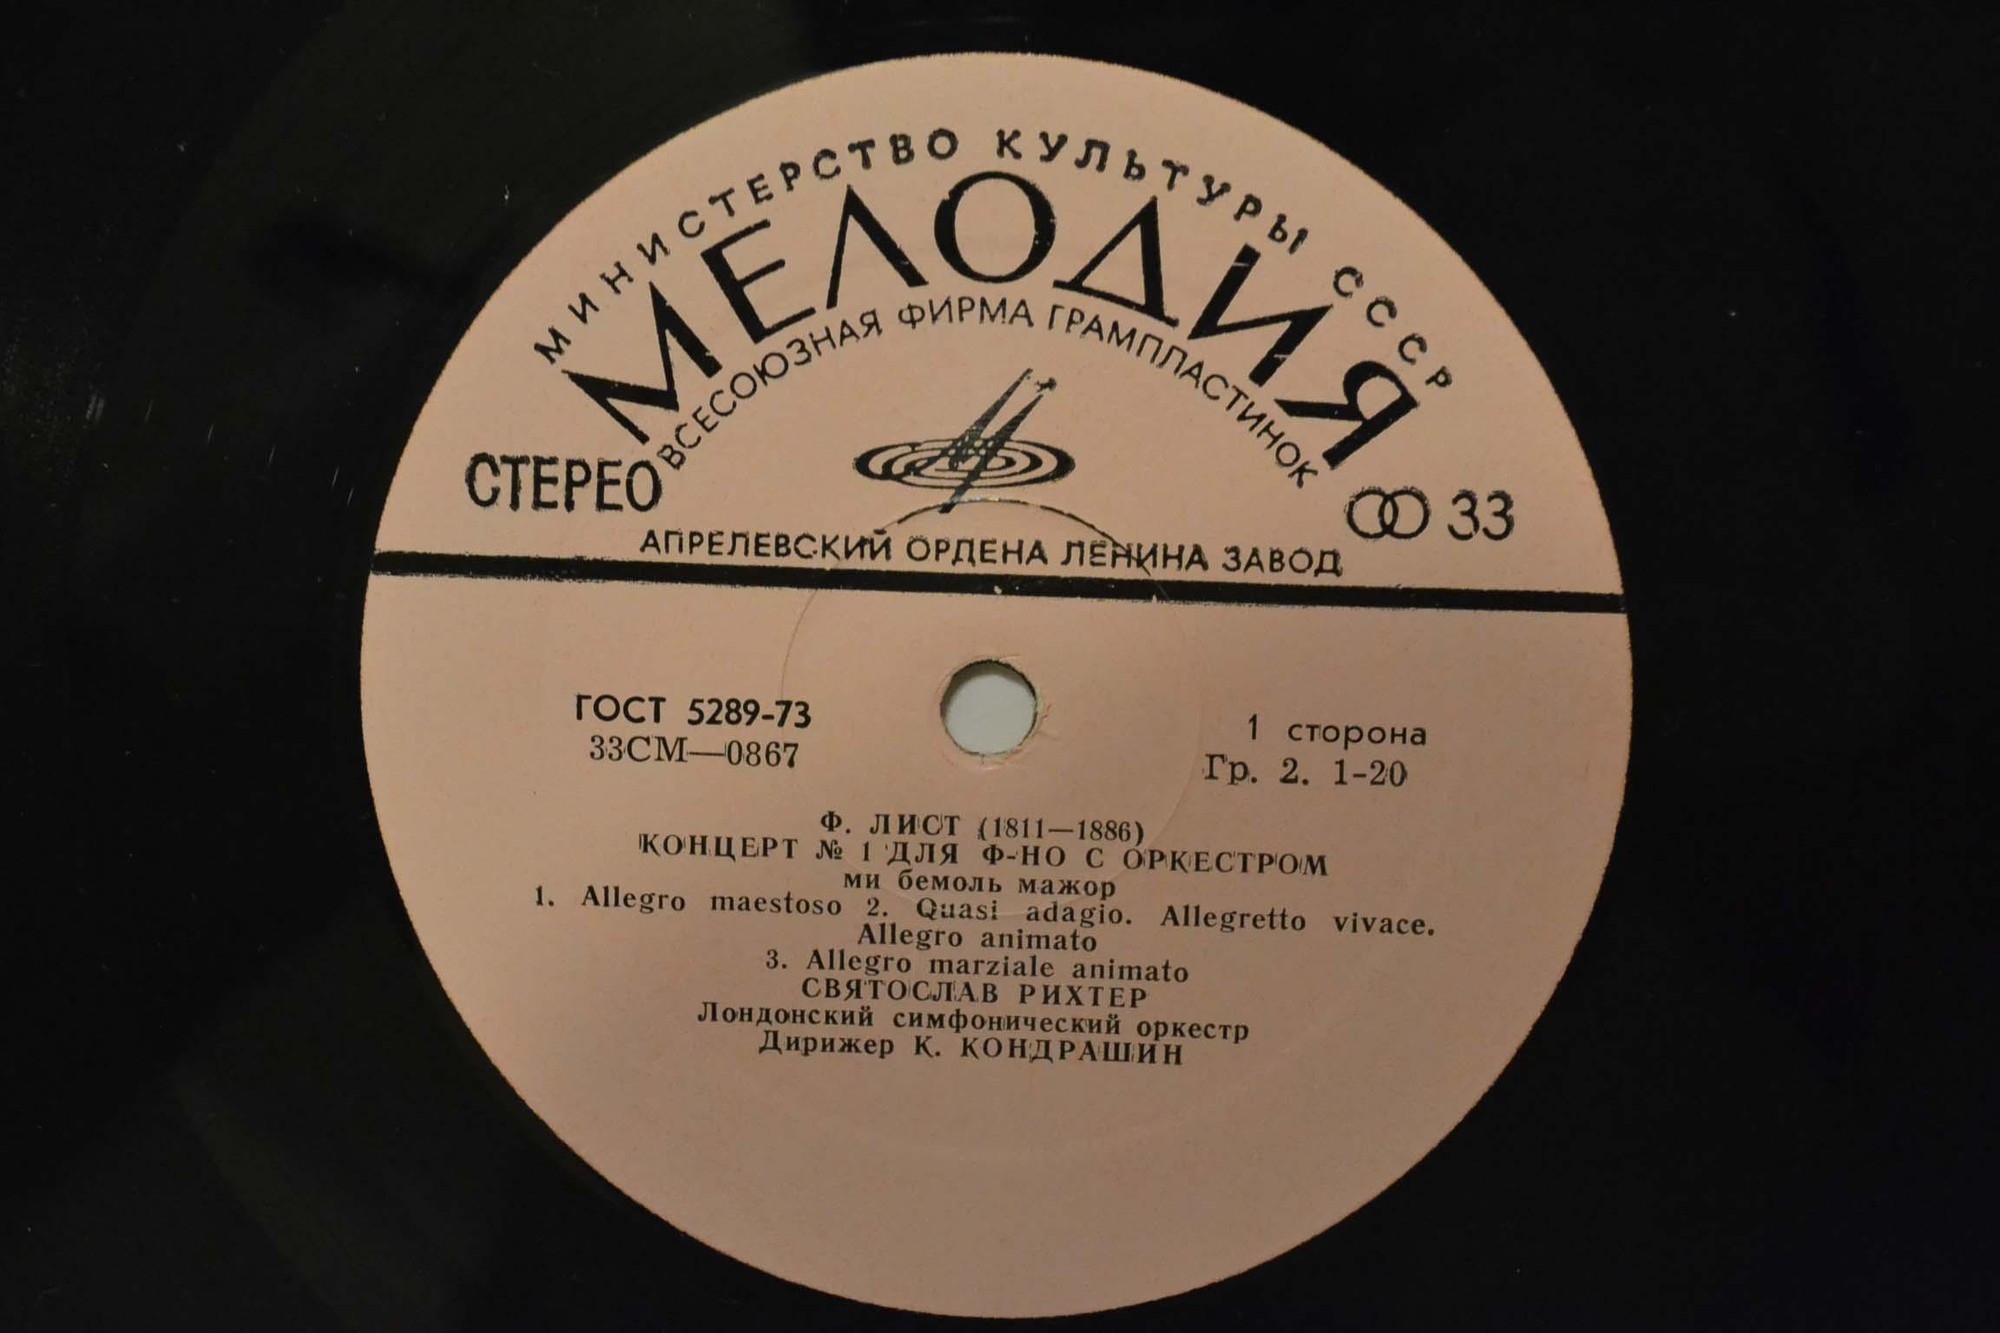 МИНИСТЕРСТВО КУЛЬТУРЫ СССР
МЕЛОДИЯ
ВСЕСОЮЗНАЯ ФИРМА ГРАМПЛАСТИНОК
СТЕРЕО
33
АПРЕЛЕВСКИЙ ОРДЕНА ЛЕНИНА ЗАВОД
ГОСТ 5289-73
33СМ—0867
1 сторона
Гр. 2. 1-20
Ф. ЛИСТ (1811—1886)
КОНЦЕРТ № 1 ДЛЯ Ф-НО С ОРКЕСТРОМ
ми бемоль мажор
1. Allegro maestoso 2. Quasi adagio. Allegretto vivace.
Allegro animato
3. Allegro marziale animato
СВЯТОСЛАВ РИХТЕР
Лондонский симфонический оркестр
Дирижер К. КОНДРАШИН